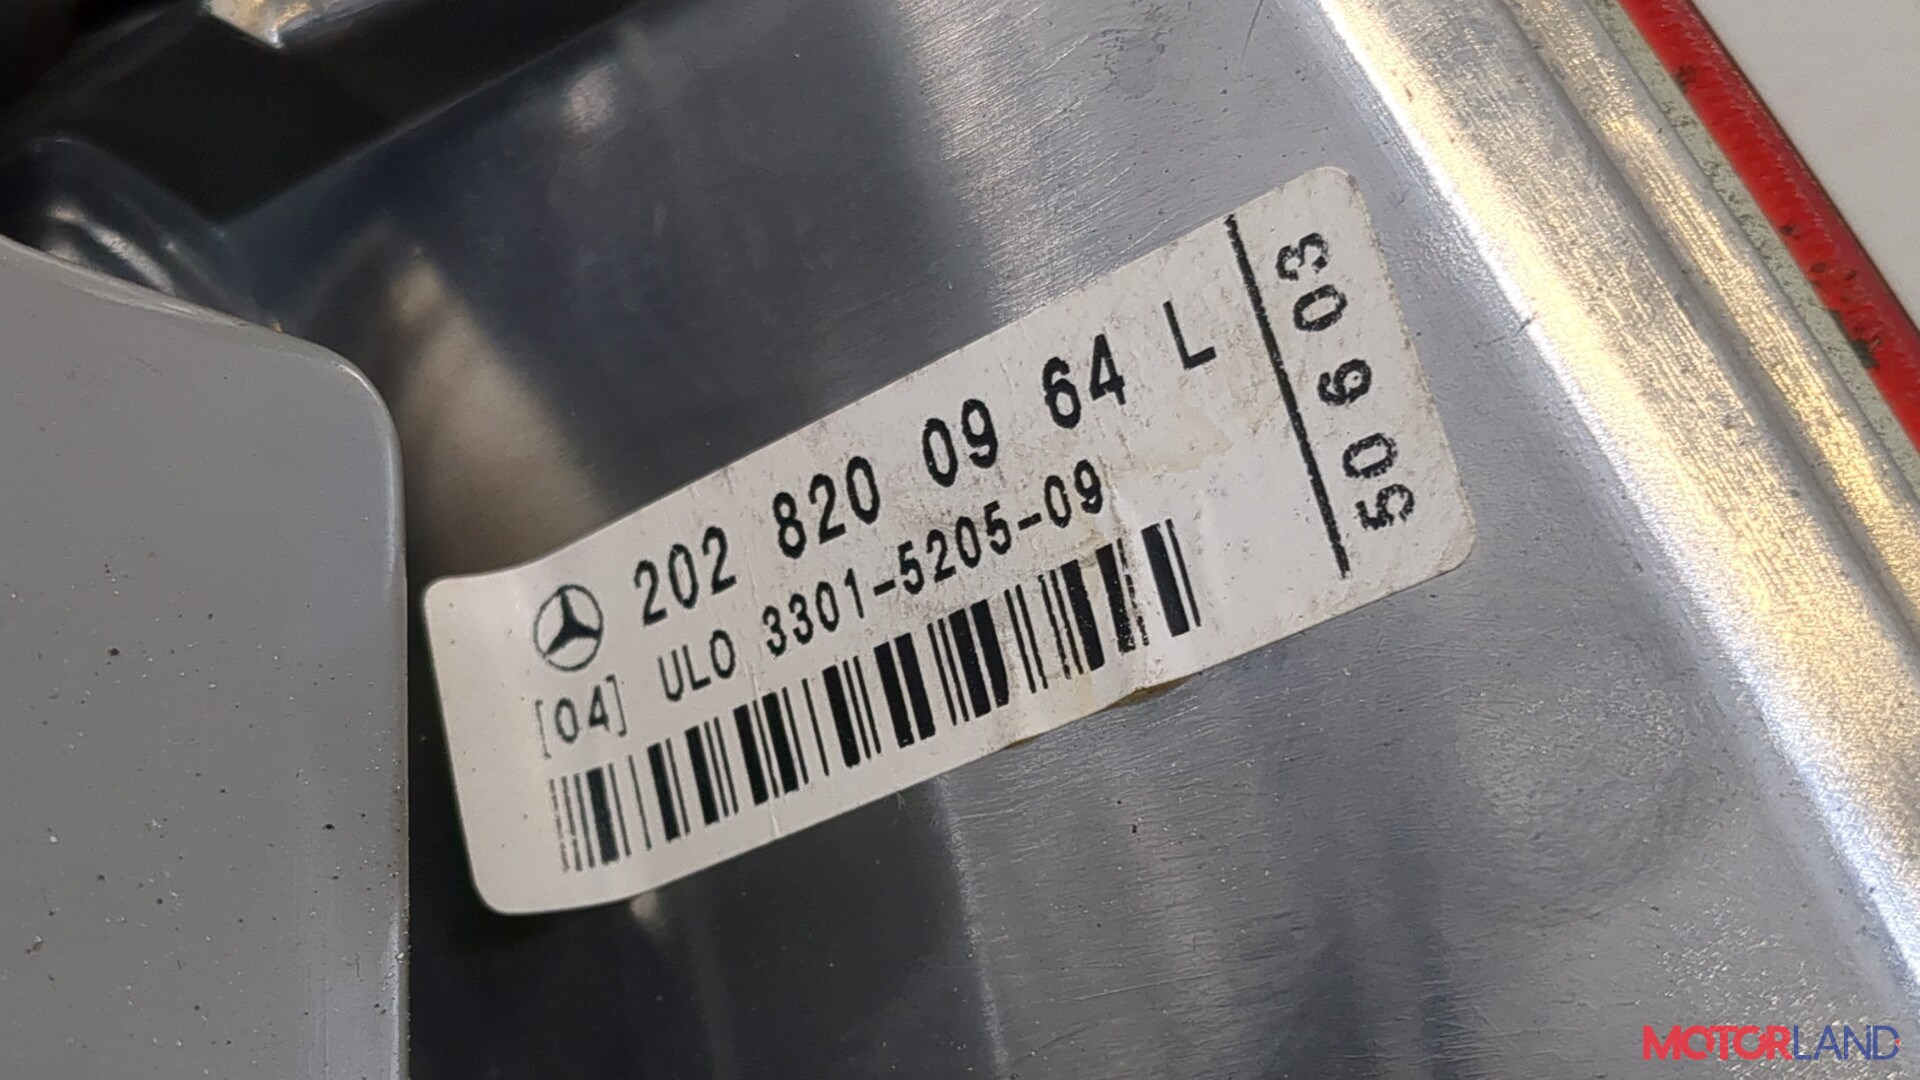 202 820 09 64 L
[04] ULO 3301-5205-09
50603
MOTORLAND